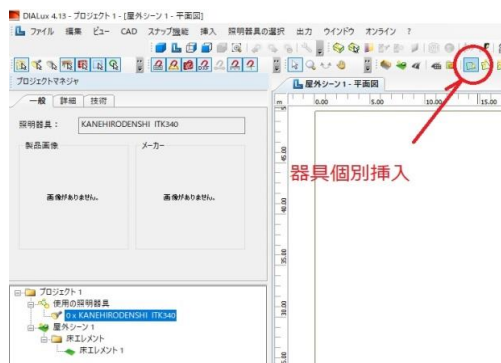 DIALux 4.13 - プロジェクト 1 - [屋外シーン 1 - 平面図]
ファイル 編集 ビュー CAD スナップ機能 挿入 照明器具の選択 出力 ウインドウ オンライン ?
プロジェクトマネジャ
屋外シーン 1 - 平面図
一般 詳細 技術
m 0.00 5.00 10.00 15.00
照明器具： KANEHIRODENSHI ITK340
製品画像 メーカー
45.00
器具個別挿入
画像がありません。 画像がありません。
40.00
35.00
プロジェクト 1
使用の照明器具
0 x KANEHIRODENSHI ITK340
30.00
屋外シーン 1
床エレメント
床エレメント 1